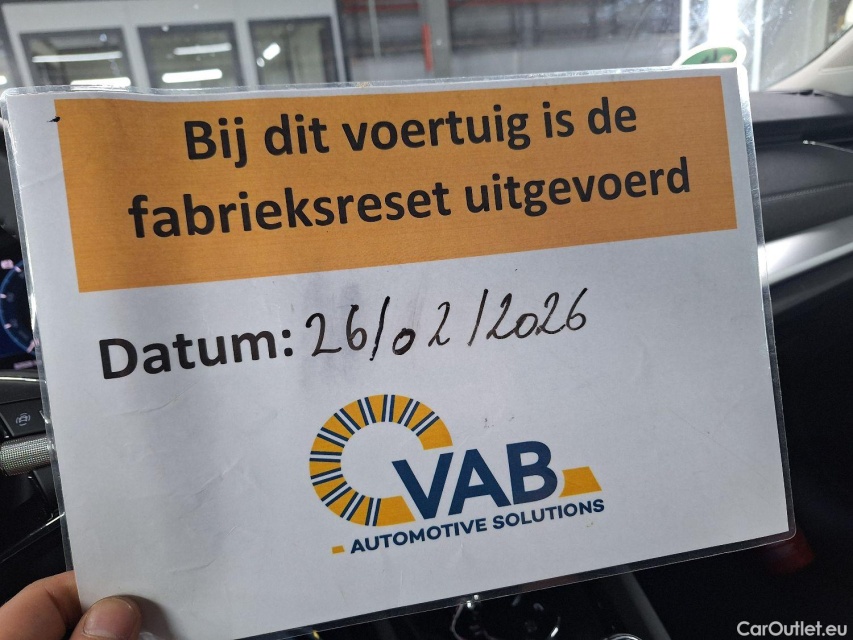 Bij dit voertuig is de
fabrieksreset uitgevoerd
Datum: 26/02/2026
VAB
AUTOMOTIVE SOLUTIONS
CarOutlet.eu